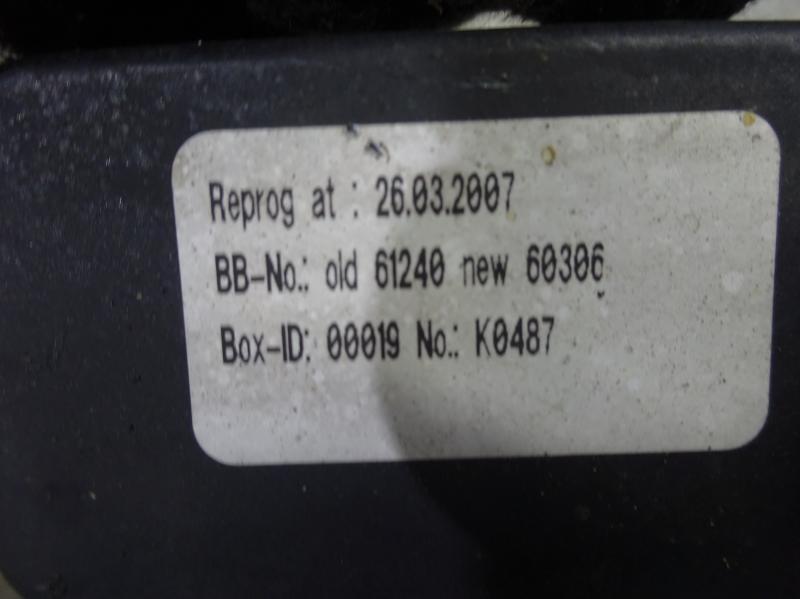 Reprog at : 26.03.2007
BB-No.: old 61240 new 60306
Box-ID: 00019 No.: K0487